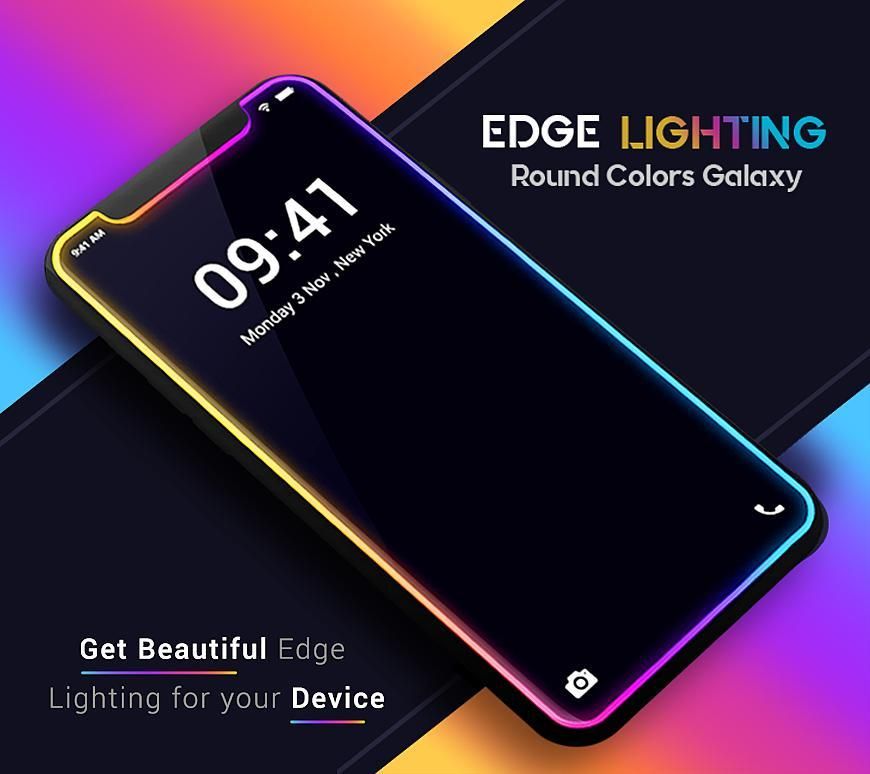 EDGE LIGHTING
Round Colors Galaxy
9:41 AM
09:41
Monday 3 Nov , New York
Get Beautiful Edge
Lighting for your Device